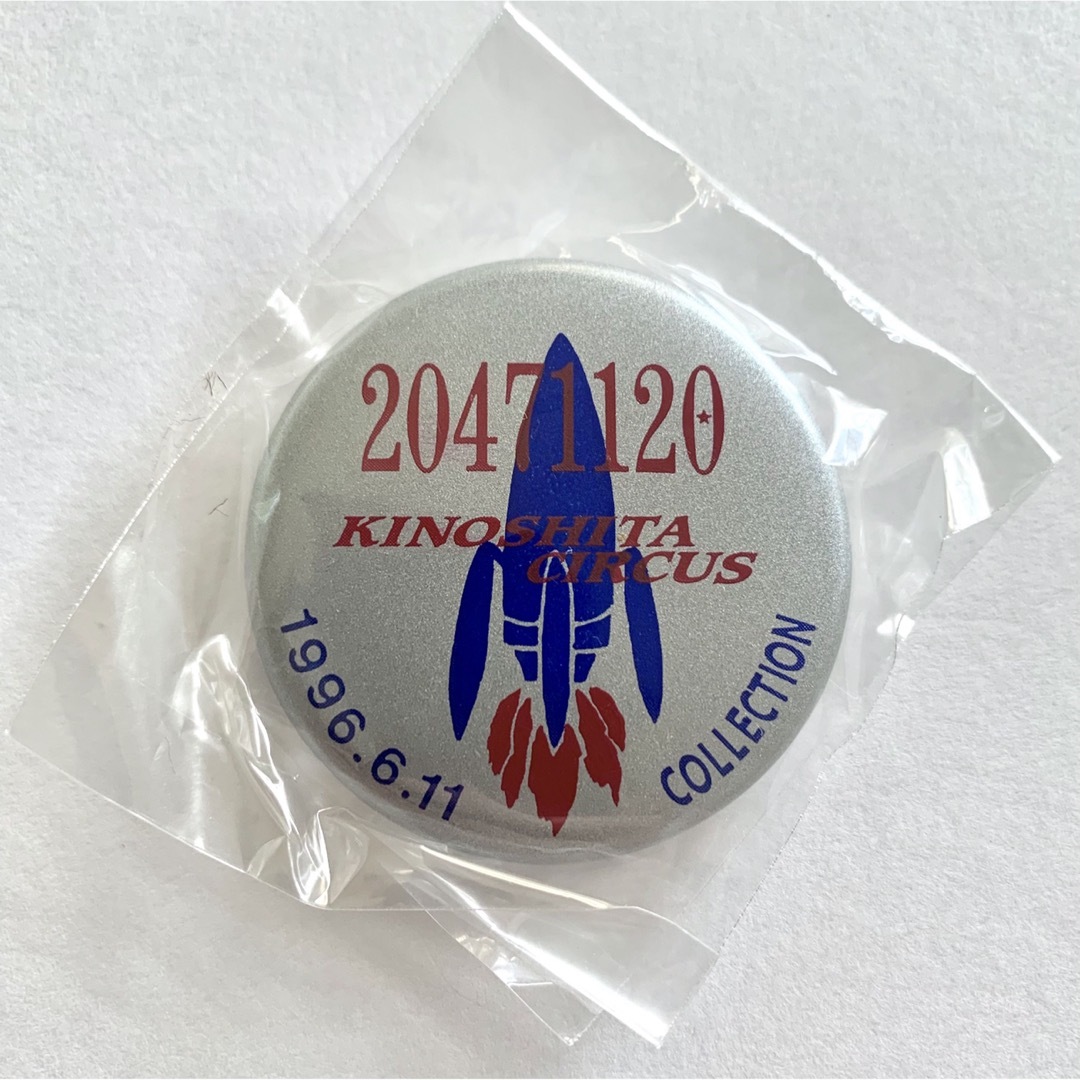 20471120
KINOSHITA
CIRCUS
1996.6.11
COLLECTION